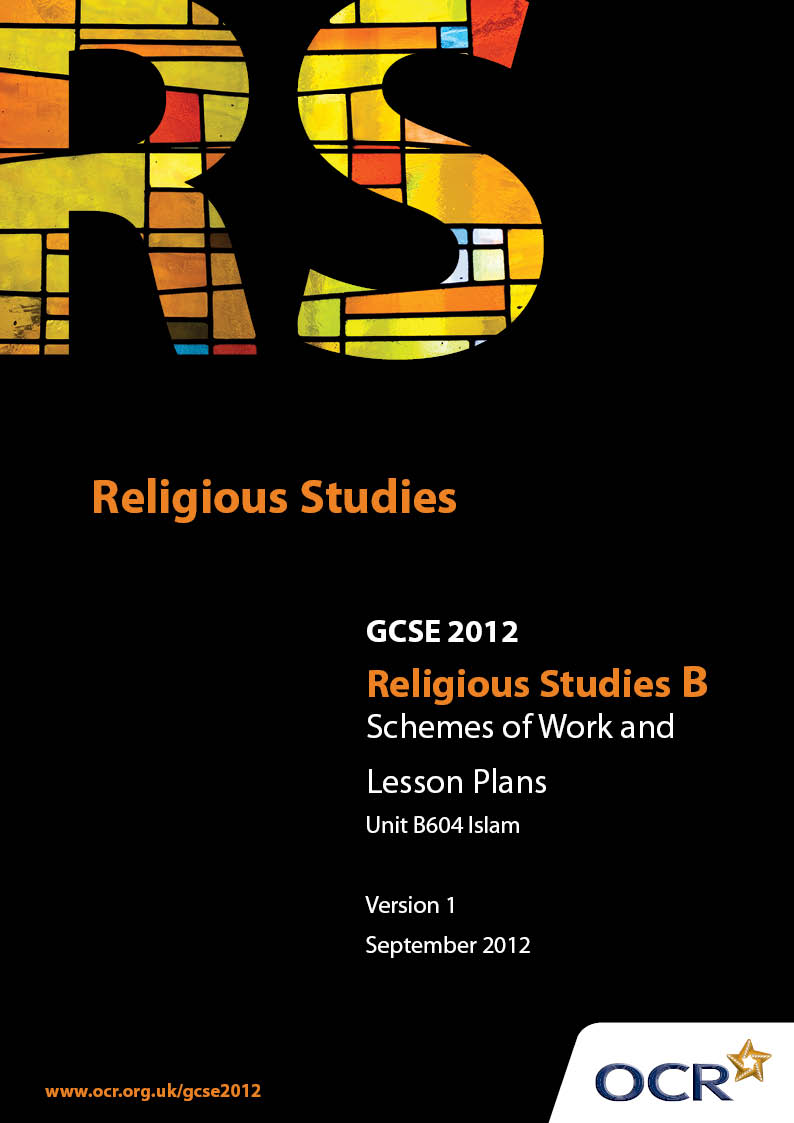 RS
Religious Studies
GCSE 2012
Religious Studies B
Schemes of Work and
Lesson Plans
Unit B604 Islam
Version 1
September 2012
www.ocr.org.uk/gcse2012
OCR